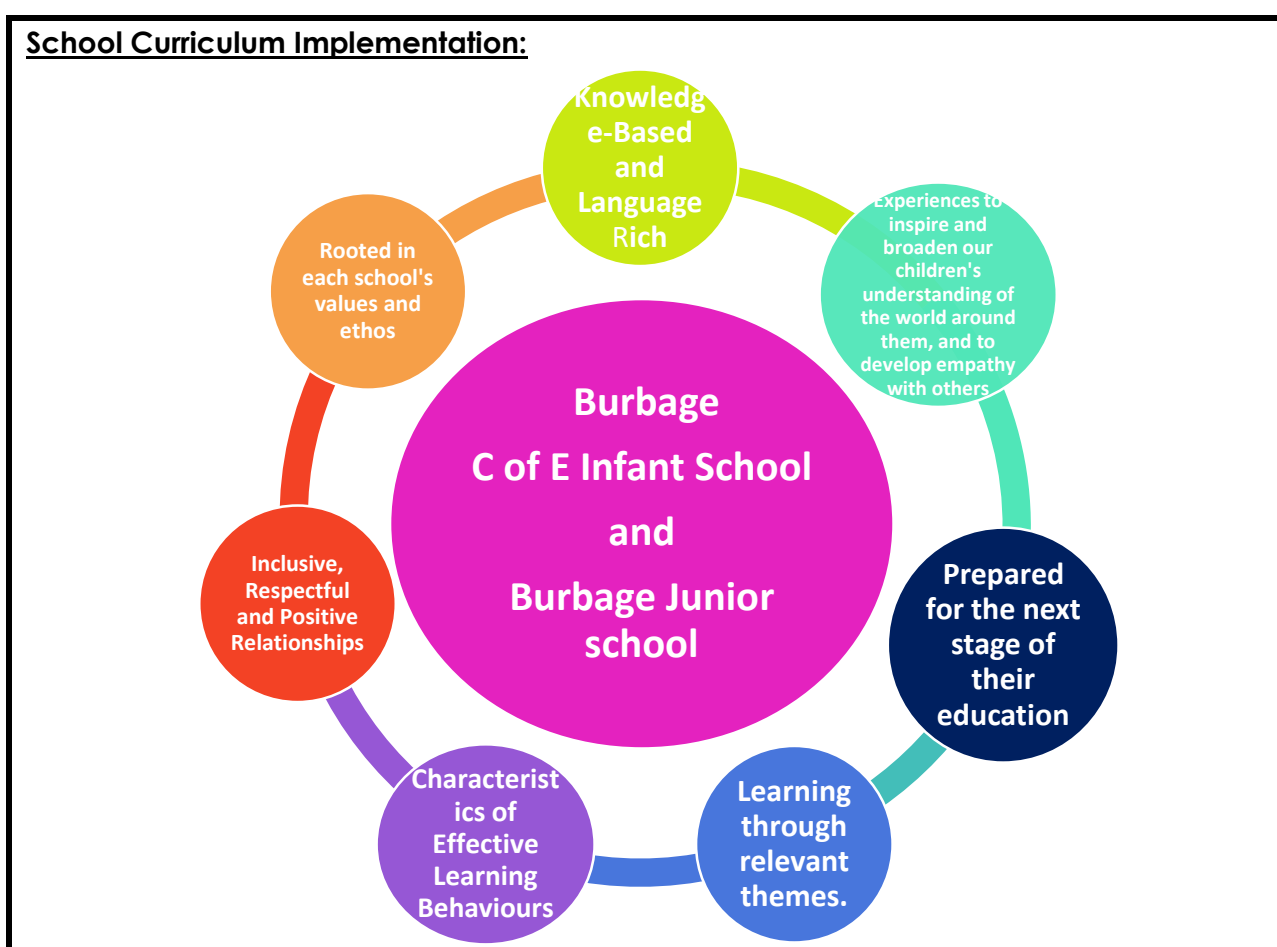 School Curriculum Implementation:
Knowledg
e-Based
and
Language
Rich
Experiences to
inspire and
broaden our
children's
understanding of
the world around
them, and to
develop empathy
with others
Prepared
for the next
stage of
their
education
Learning
through
relevant
themes.
Characterist
ics of
Effective
Learning
Behaviours
Inclusive,
Respectful
and Positive
Relationships
Rooted in
each school's
values and
ethos
Burbage
C of E Infant School
and
Burbage Junior
school